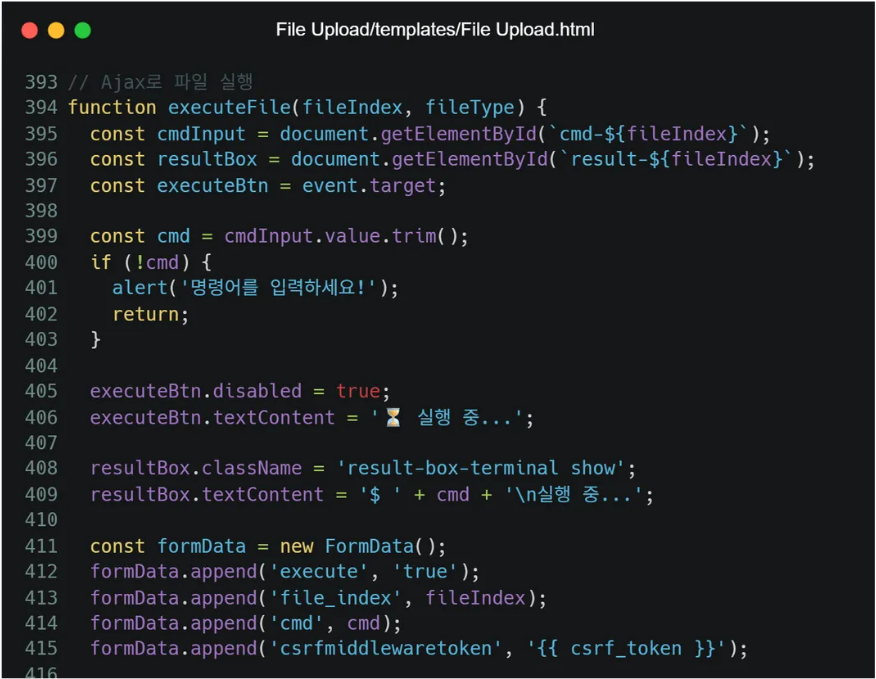 File Upload/templates/File Upload.html
393 // Ajax로 파일 실행
394 function executeFile(fileIndex, fileType) {
395   const cmdInput = document.getElementById(`cmd-${fileIndex}`);
396   const resultBox = document.getElementById(`result-${fileIndex}`);
397   const executeBtn = event.target;
398
399   const cmd = cmdInput.value.trim();
400   if (!cmd) {
401     alert('명령어를 입력하세요!');
402     return;
403   }
404
405   executeBtn.disabled = true;
406   executeBtn.textContent = '⏳ 실행 중...';
407
408   resultBox.className = 'result-box-terminal show';
409   resultBox.textContent = '$ ' + cmd + '\n실행 중...';
410
411   const formData = new FormData();
412   formData.append('execute', 'true');
413   formData.append('file_index', fileIndex);
414   formData.append('cmd', cmd);
415   formData.append('csrfmiddlewaretoken', '{{ csrf_token }}');
416